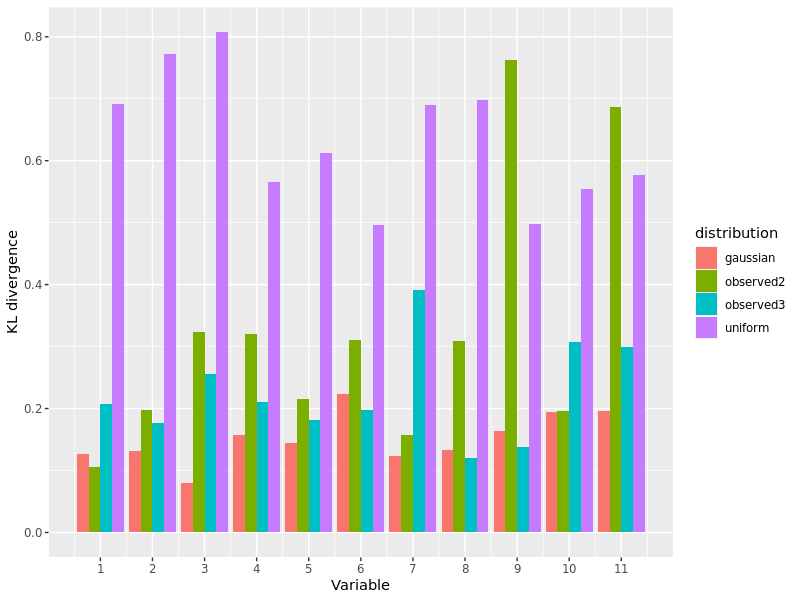 0.8
0.6
0.4
0.2
0.0
KL divergence
1 2 3 4 5 6 7 8 9 10 11
Variable
distribution
gaussian
observed2
observed3
uniform